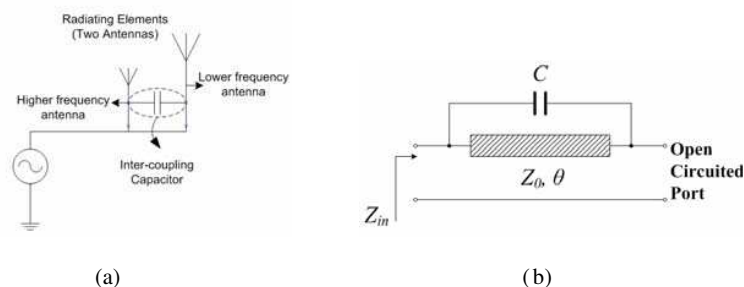 Radiating Elements
(Two Antennas)
Lower frequency
antenna
Higher frequency
antenna
Inter-coupling
Capacitor
C
Z0, θ
Zin
Open
Circuited
Port
(a)
(b)